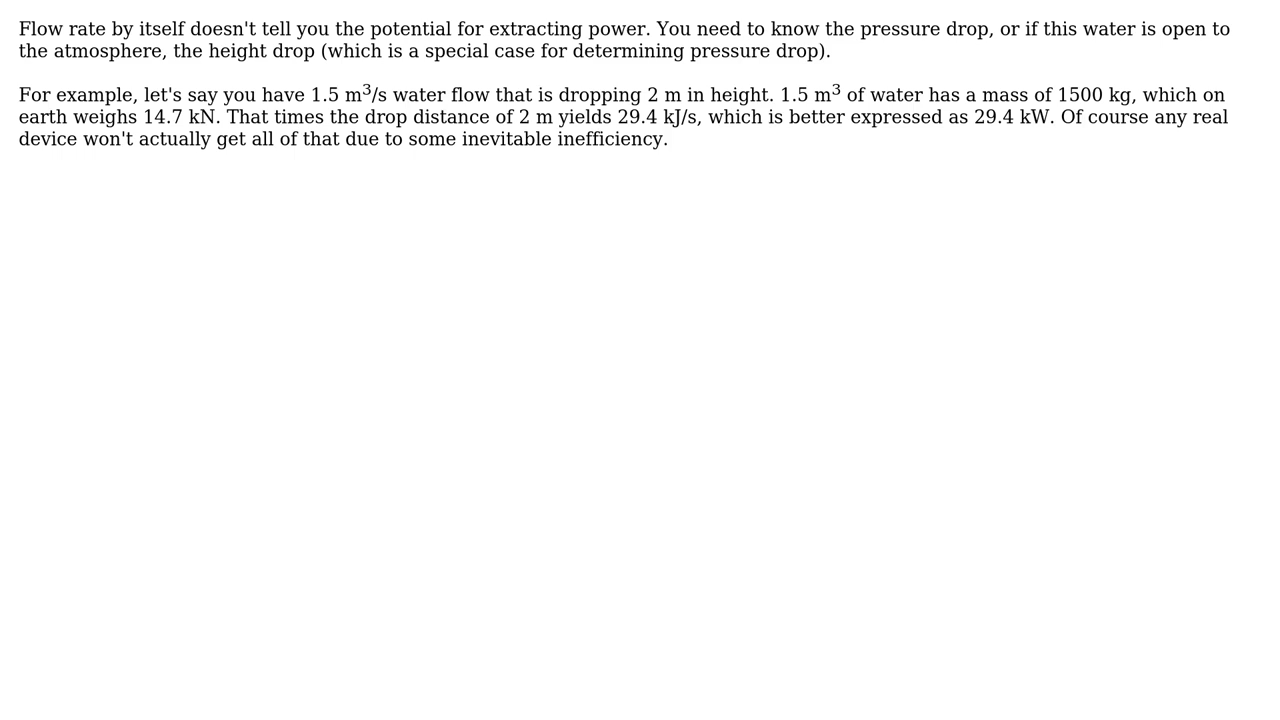 Flow rate by itself doesn't tell you the potential for extracting power. You need to know the pressure drop, or if this water is open to
the atmosphere, the height drop (which is a special case for determining pressure drop).
For example, let's say you have 1.5 m³/s water flow that is dropping 2 m in height. 1.5 m³ of water has a mass of 1500 kg, which on
earth weighs 14.7 kN. That times the drop distance of 2 m yields 29.4 kJ/s, which is better expressed as 29.4 kW. Of course any real
device won't actually get all of that due to some inevitable inefficiency.